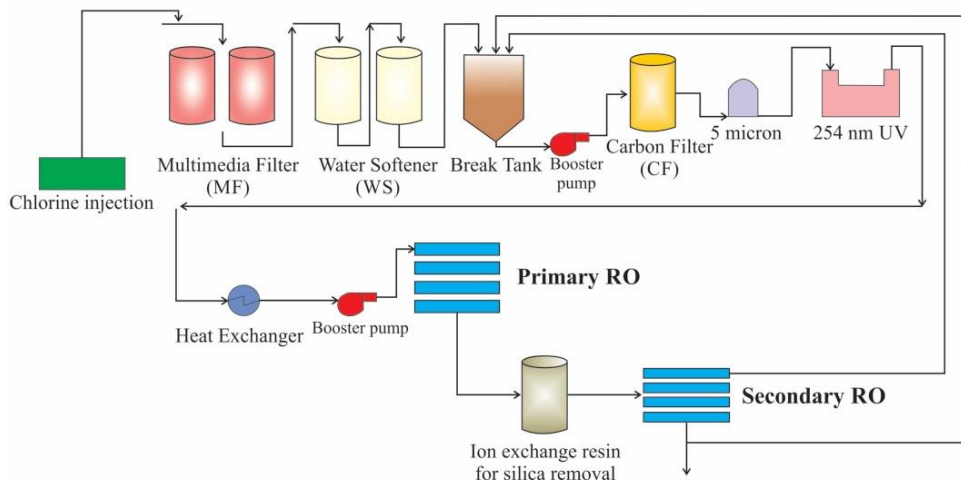 Chlorine injection
Multimedia Filter
(MF)
Water Softener
(WS)
Break Tank
Booster
pump
Carbon Filter
(CF)
5 micron
254 nm UV
Heat Exchanger
Booster pump
Primary RO
Ion exchange resin
for silica removal
Secondary RO